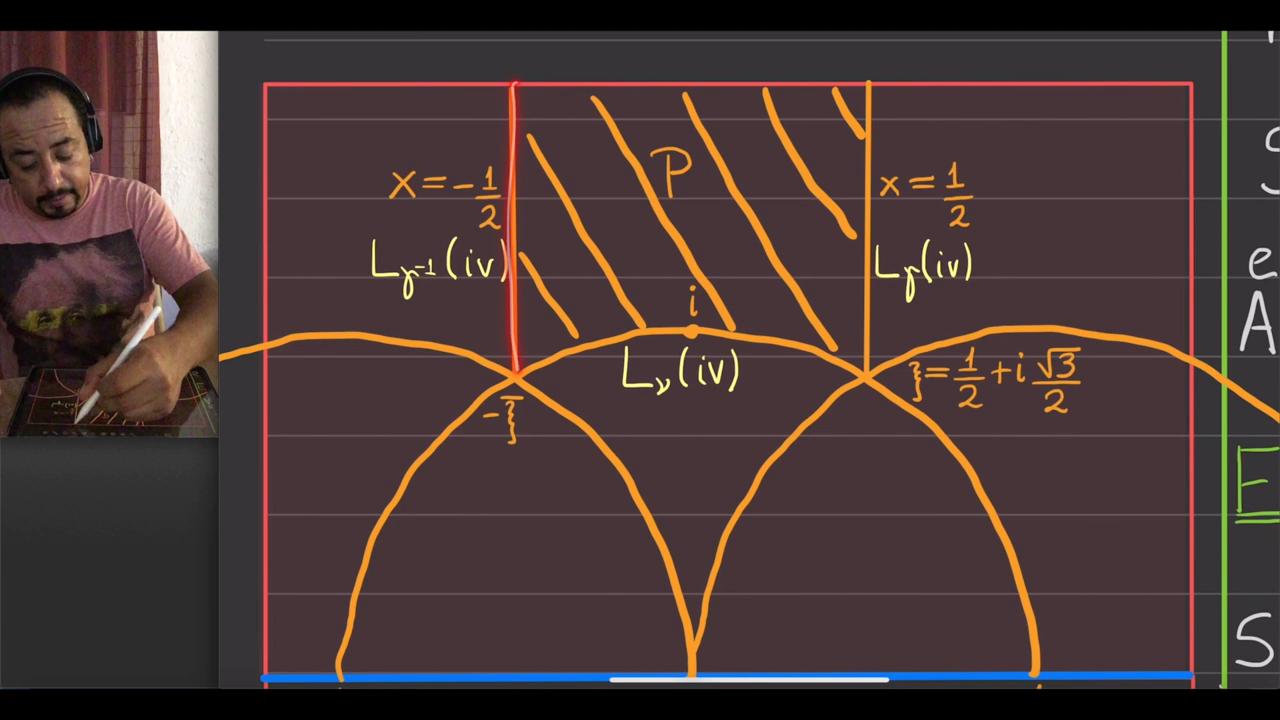 P
x = -1/2
x = 1/2
L_{γ^{-1}}(iv)
L_γ(iv)
i
L_ν(iv)
ξ = 1/2 + i √3/2
-ξ̅
S
e
A
E
S